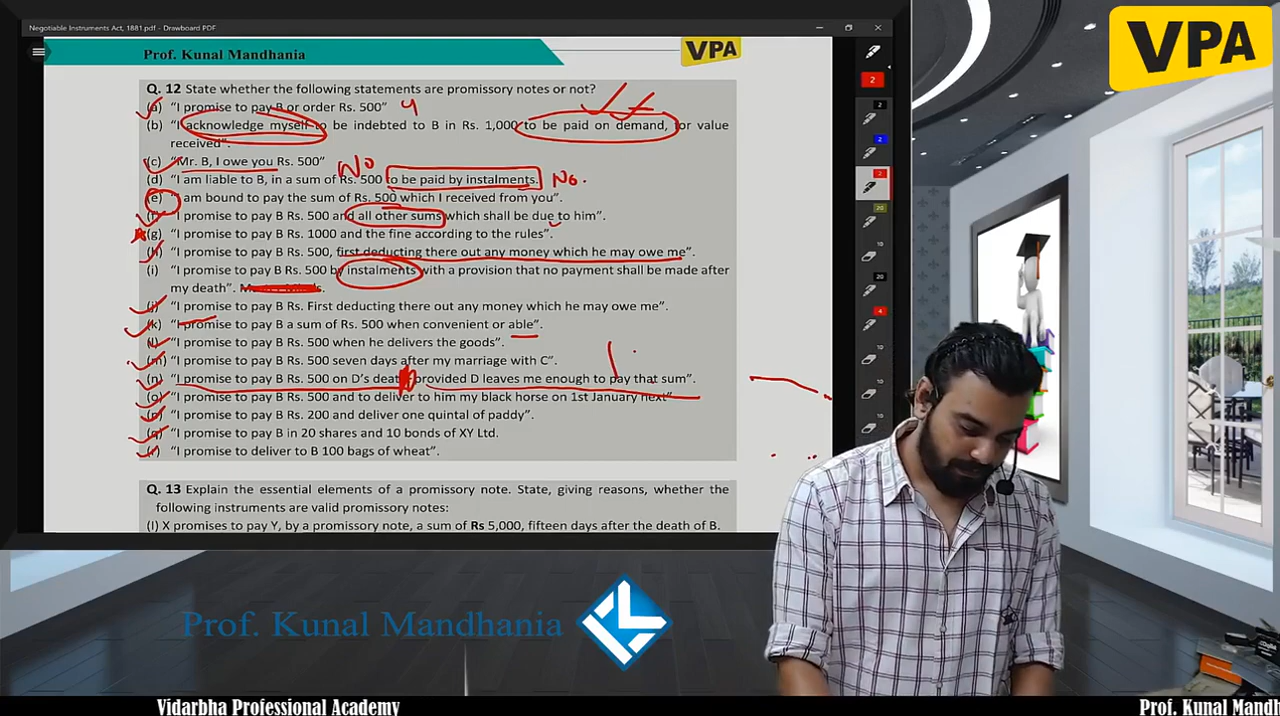 Negotiable Instruments Act, 1881.pdf - Drawboard PDF
Prof. Kunal Mandhania
VPA
VPA
Q. 12 State whether the following statements are promissory notes or not?
"I promise to pay B or order Rs. 500"
(b) "I acknowledge myself to be indebted to B in Rs. 1,000 to be paid on demand, for value
received".
(c) "Mr. B, I owe you Rs. 500"
No
(d) "I am liable to B, in a sum of Rs. 500 to be paid by instalments.
No.
(e) am bound to pay the sum of Rs. 500 which I received from you".
I promise to pay B Rs. 500 and all other sums which shall be due to him".
(g) "I promise to pay B Rs. 1000 and the fine according to the rules".
"I promise to pay B Rs. 500, first deducting there out any money which he may owe me".
(i) "I promise to pay B Rs. 500 by instalments with a provision that no payment shall be made after
my death".
(j) "I promise to pay B Rs. First deducting there out any money which he may owe me".
(k) "I promise to pay B a sum of Rs. 500 when convenient or able".
"I promise to pay B Rs. 500 when he delivers the goods".
(m) "I promise to pay B Rs. 500 seven days after my marriage with C".
(n) "I promise to pay B Rs. 500 on D's death provided D leaves me enough to pay that sum".
(o) "I promise to pay B Rs. 500 and to deliver to him my black horse on 1st January next".
"I promise to pay B Rs. 200 and deliver one quintal of paddy".
"I promise to pay B in 20 shares and 10 bonds of XY Ltd.
(r) "I promise to deliver to B 100 bags of wheat".
Q. 13 Explain the essential elements of a promissory note. State, giving reasons, whether the
following instruments are valid promissory notes:
(I) X promises to pay Y, by a promissory note, a sum of Rs 5,000, fifteen days after the death of B.
2
2
2
2
20
10
20
4
10
10
Prof. Kunal Mandhania
Vidarbha Professional Academy
Prof. Kunal Mandh